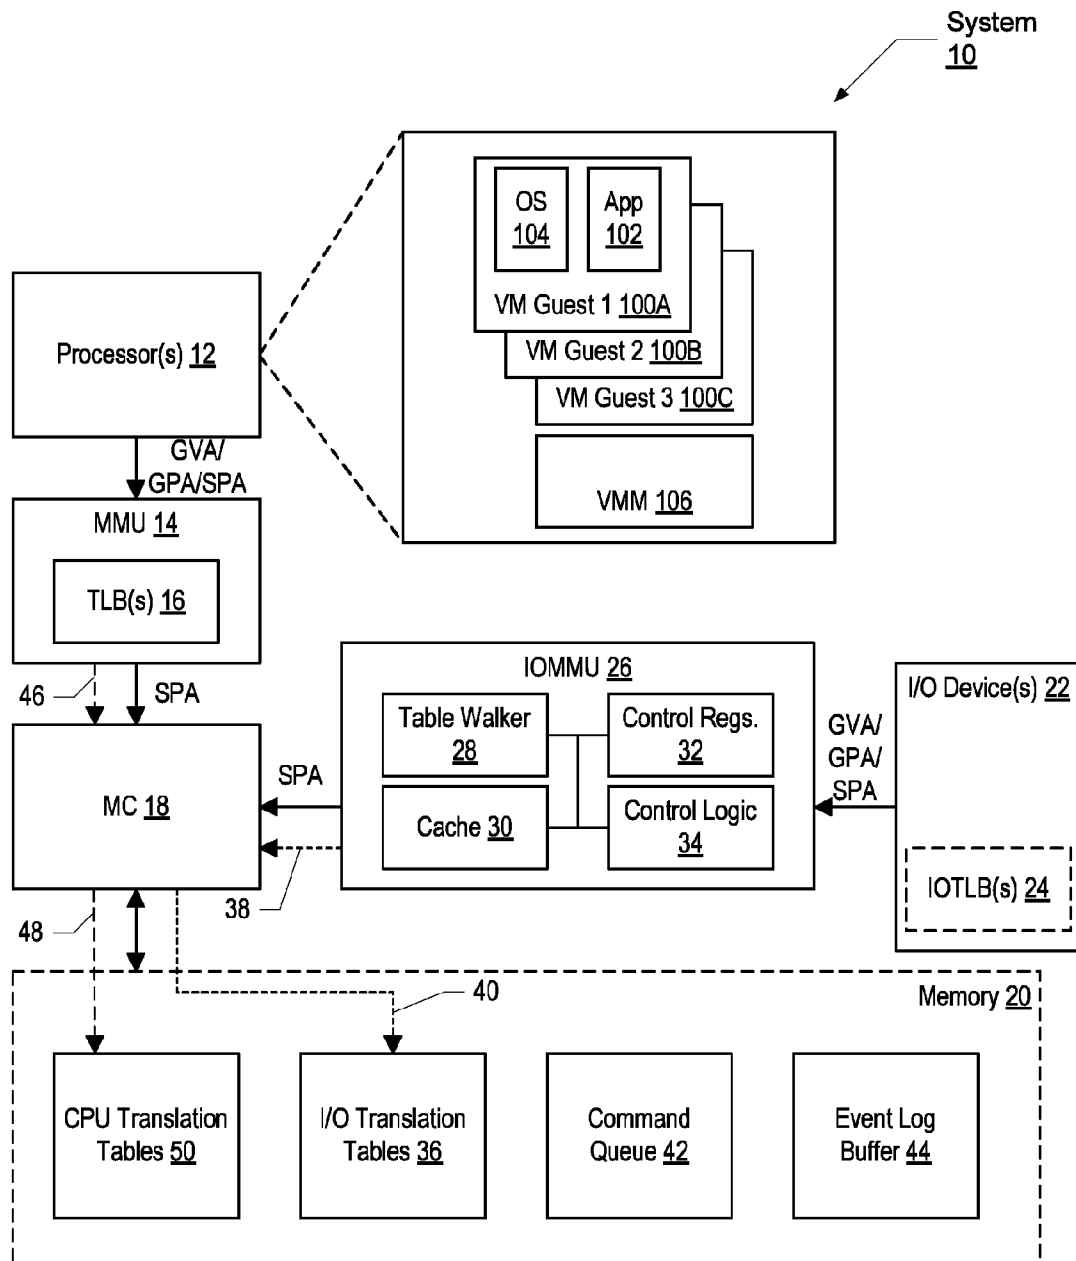 System
10
OS
104
App
102
VM Guest 1 100A
VM Guest 2 100B
VM Guest 3 100C
VMM 106
Processor(s) 12
GVA/
GPA/SPA
MMU 14
TLB(s) 16
46
SPA
MC 18
IOMMU 26
Table Walker
28
Control Regs.
32
Cache 30
Control Logic
34
SPA
38
GVA/
GPA/
SPA
I/O Device(s) 22
IOTLB(s) 24
48
40
Memory 20
CPU Translation
Tables 50
I/O Translation
Tables 36
Command
Queue 42
Event Log
Buffer 44